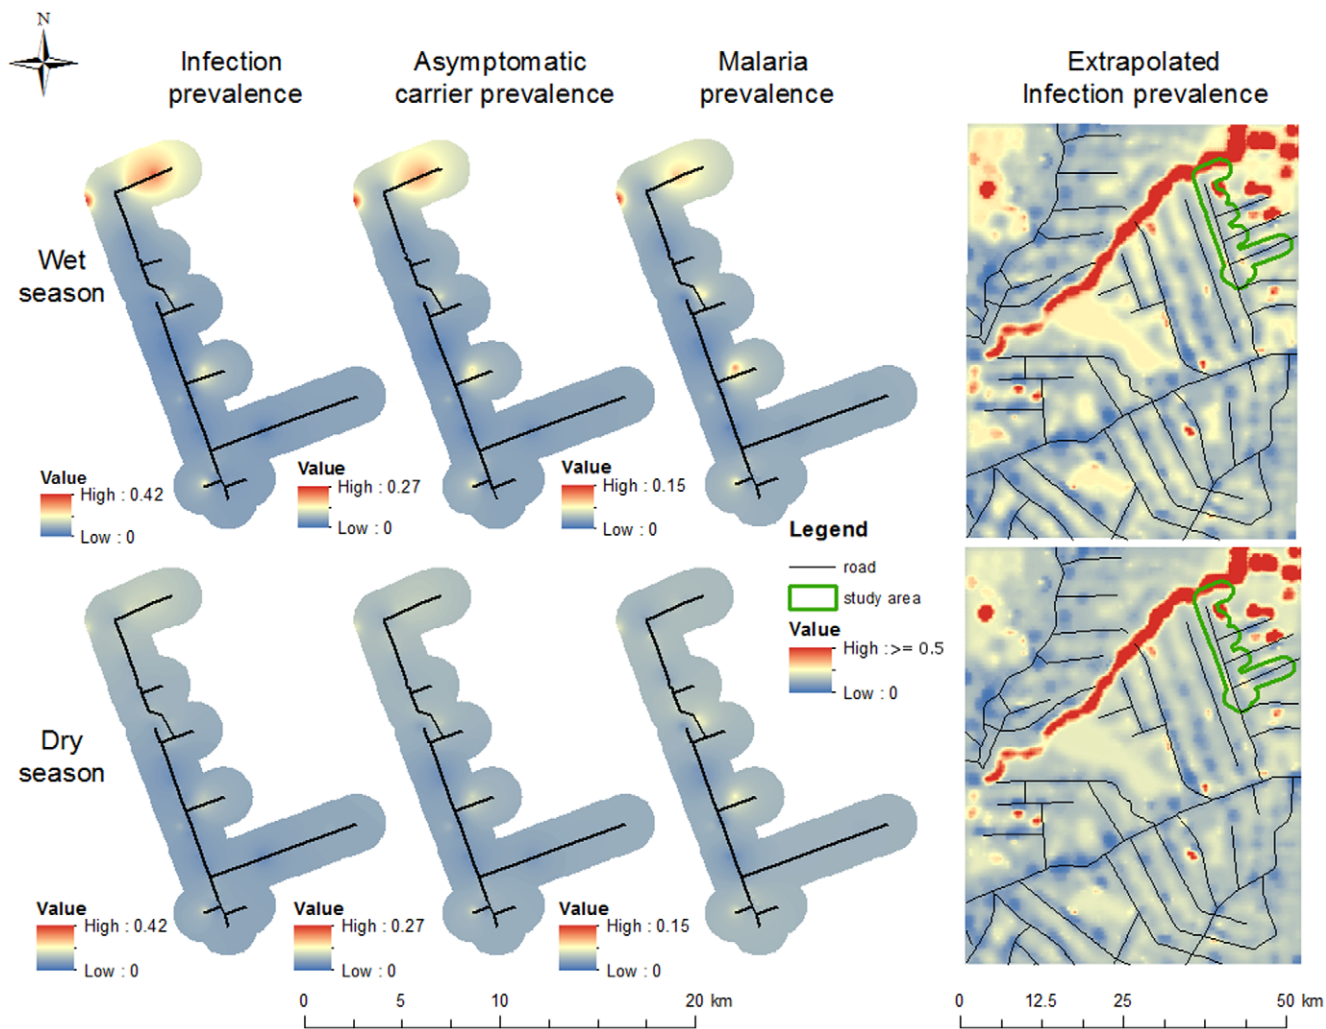 N
Infection
prevalence
Asymptomatic
carrier prevalence
Malaria
prevalence
Extrapolated
Infection prevalence
Wet
season
Value
High : 0.42
Low : 0
Value
High : 0.27
Low : 0
Value
High : 0.15
Low : 0
Legend
road
study area
Value
High : >= 0.5
Low : 0
Dry
season
Value
High : 0.42
Low : 0
Value
High : 0.27
Low : 0
Value
High : 0.15
Low : 0
0 5 10 20 km
0 12.5 25 50 km